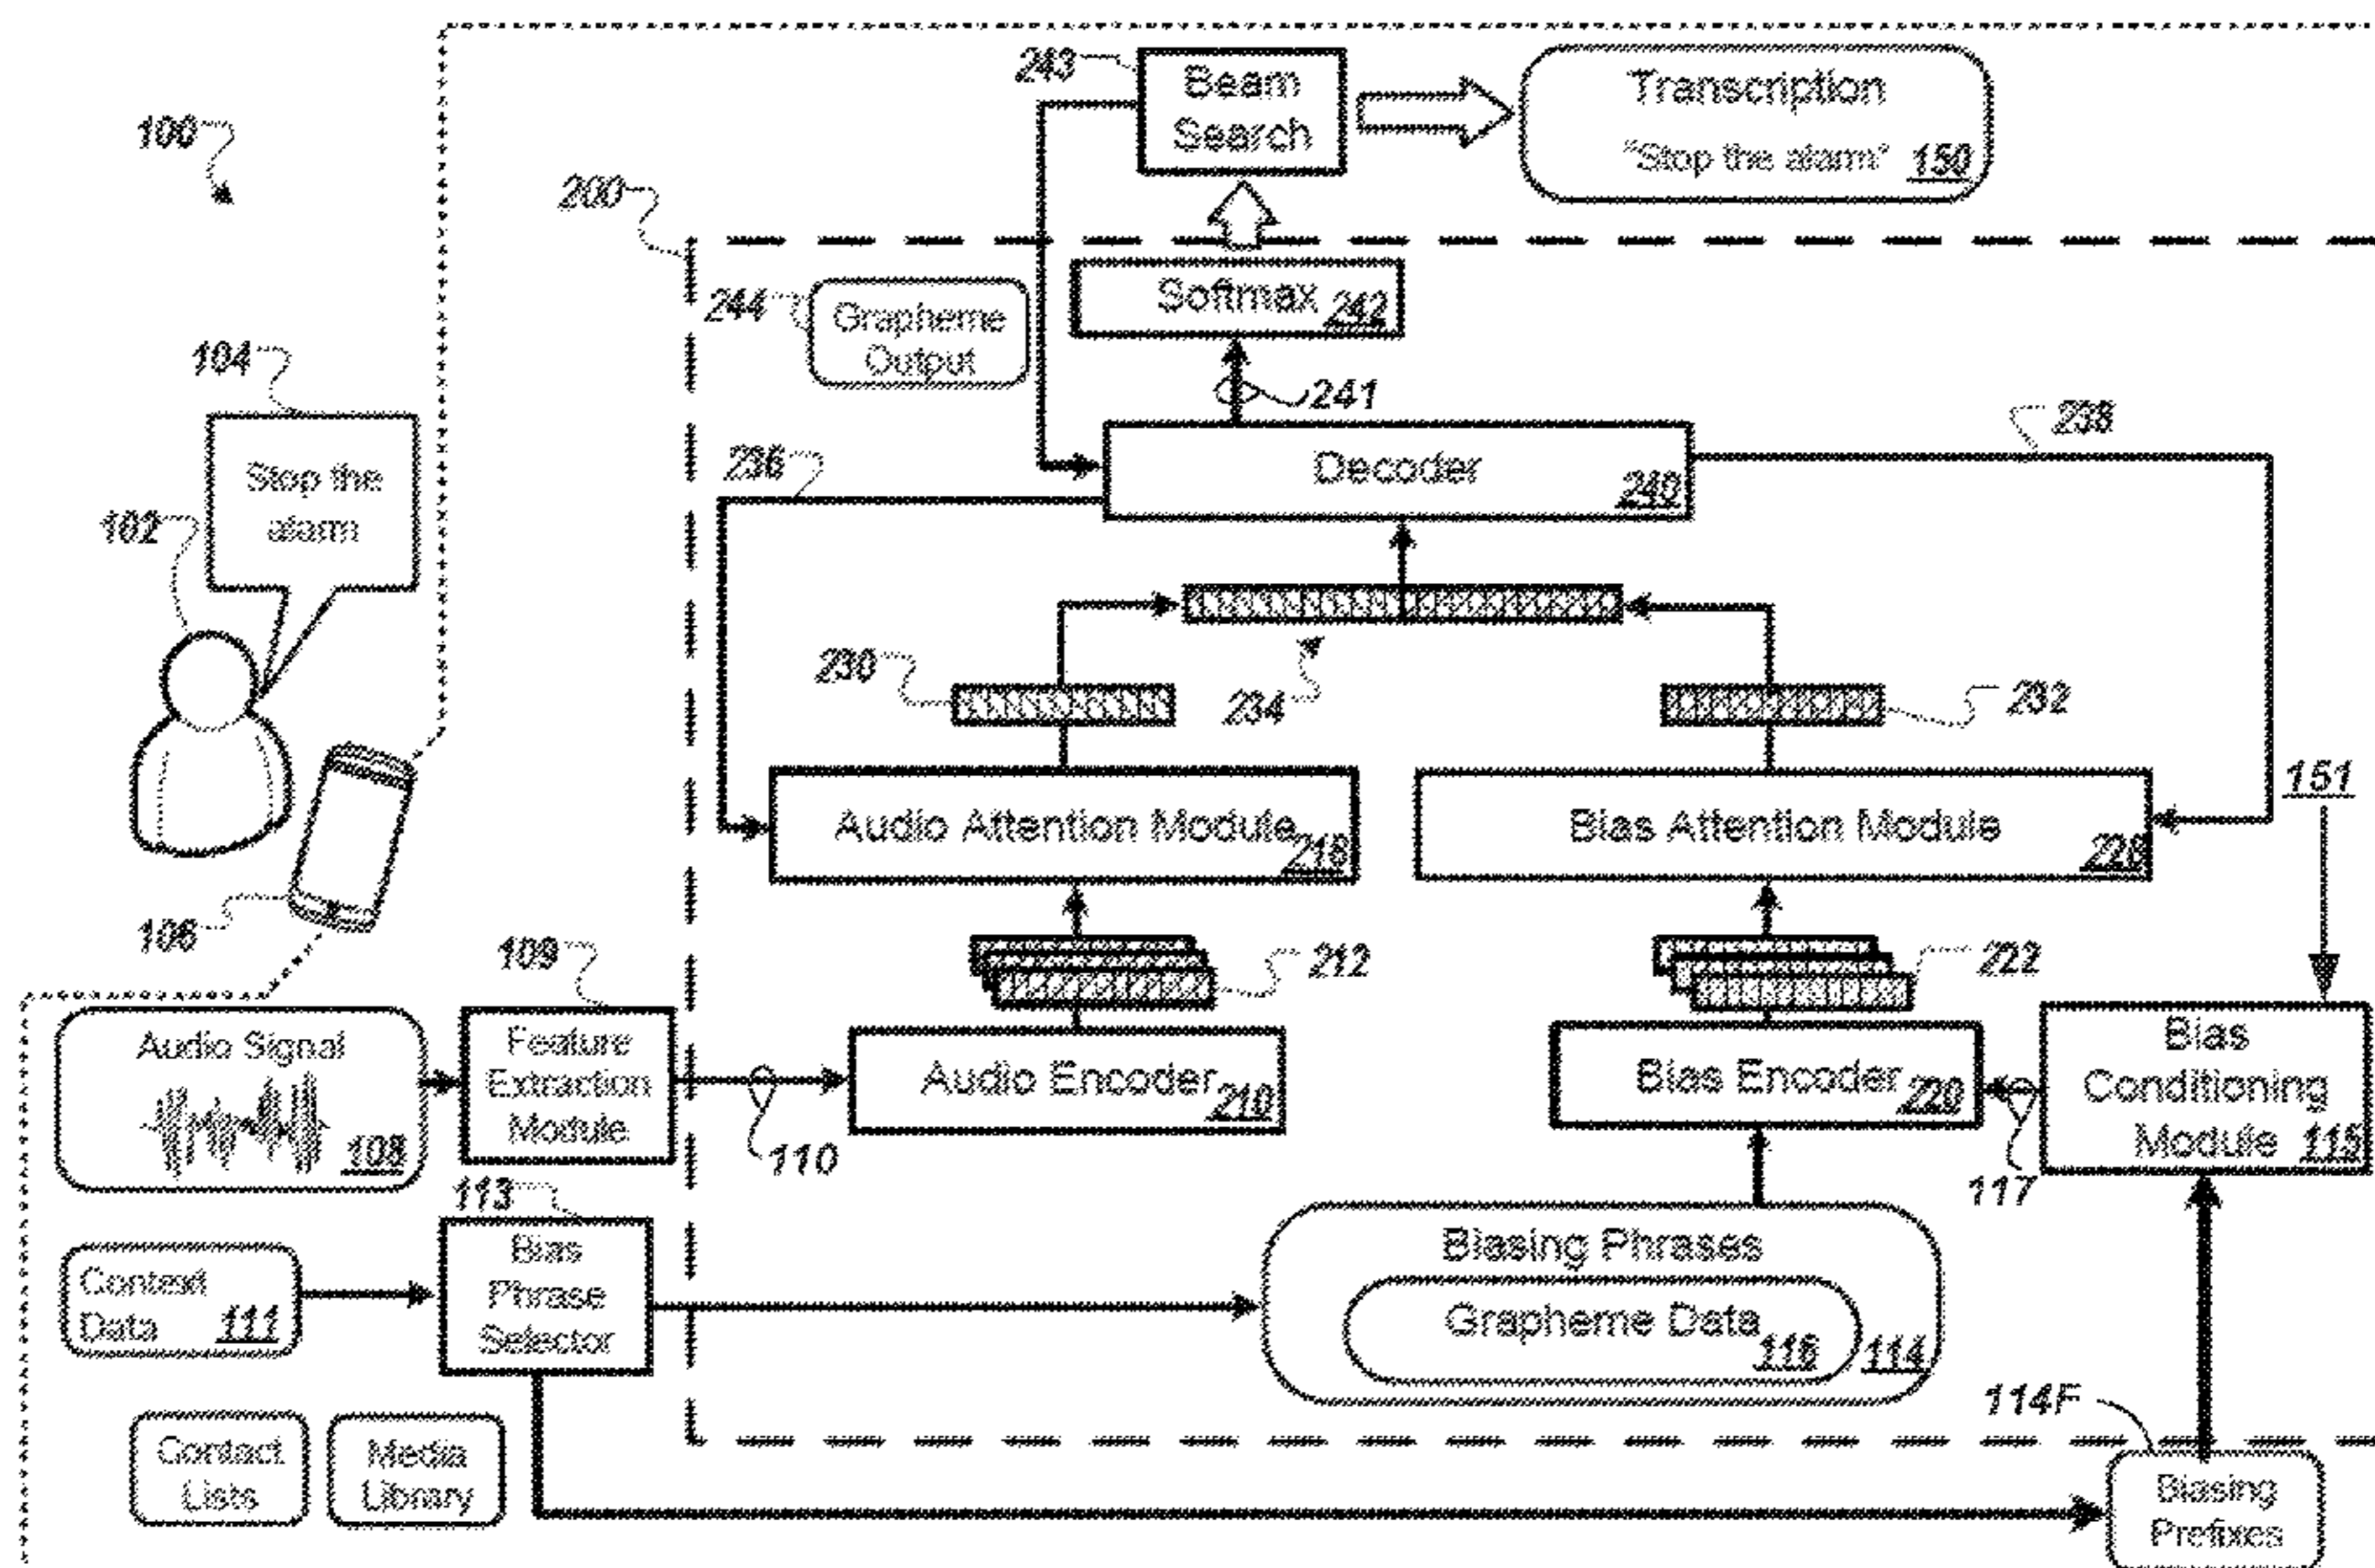 100
243
Beam
Search
Transcription
"Stop the alarm" 150
200
244
Grapheme
Output
Softmax 242
241
104
Stop the
alarm
102
236
Decoder
240
238
230
234
232
Audio Attention Module 218
Bias Attention Module
228
151
106
109
212
222
Audio Signal
108
Feature
Extraction
Module
110
Audio Encoder 210
Bias Encoder 220
117
Bias
Conditioning
Module 115
113
Context
Data 111
Bias
Phrase
Selector
Biasing Phrases
Grapheme Data
116 114
114F
Contact
Lists
Media
Library
Biasing
Prefixes